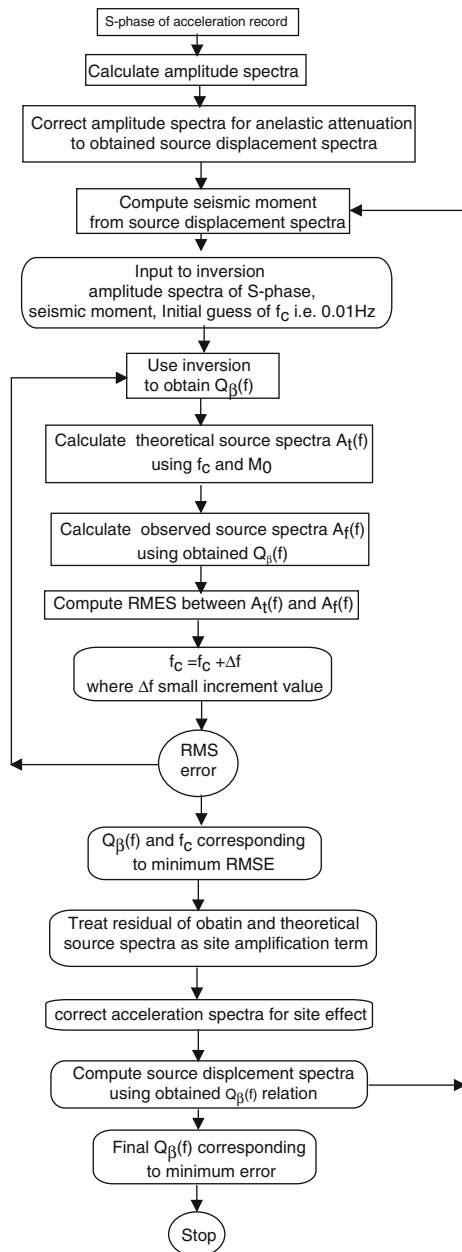 S-phase of acceleration record
Calculate amplitude spectra
Correct amplitude spectra for anelastic attenuation
to obtained source displacement spectra
Compute seismic moment
from source displacement spectra
Input to inversion
amplitude spectra of S-phase,
seismic moment, Initial guess of fc i.e. 0.01Hz
Use inversion
to obtain Qβ(f)
Calculate theoretical source spectra At(f)
using fc and M0
Calculate observed source spectra Af(f)
using obtained Qβ(f)
Compute RMES between At(f) and Af(f)
fc =fc +Δf
where Δf small increment value
RMS
error
Qβ(f) and fc corresponding
to minimum RMSE
Treat residual of obatin and theoretical
source spectra as site amplification term
correct acceleration spectra for site effect
Compute source displcement spectra
using obtained Qβ(f) relation
Final Qβ(f) corresponding
to minimum error
Stop